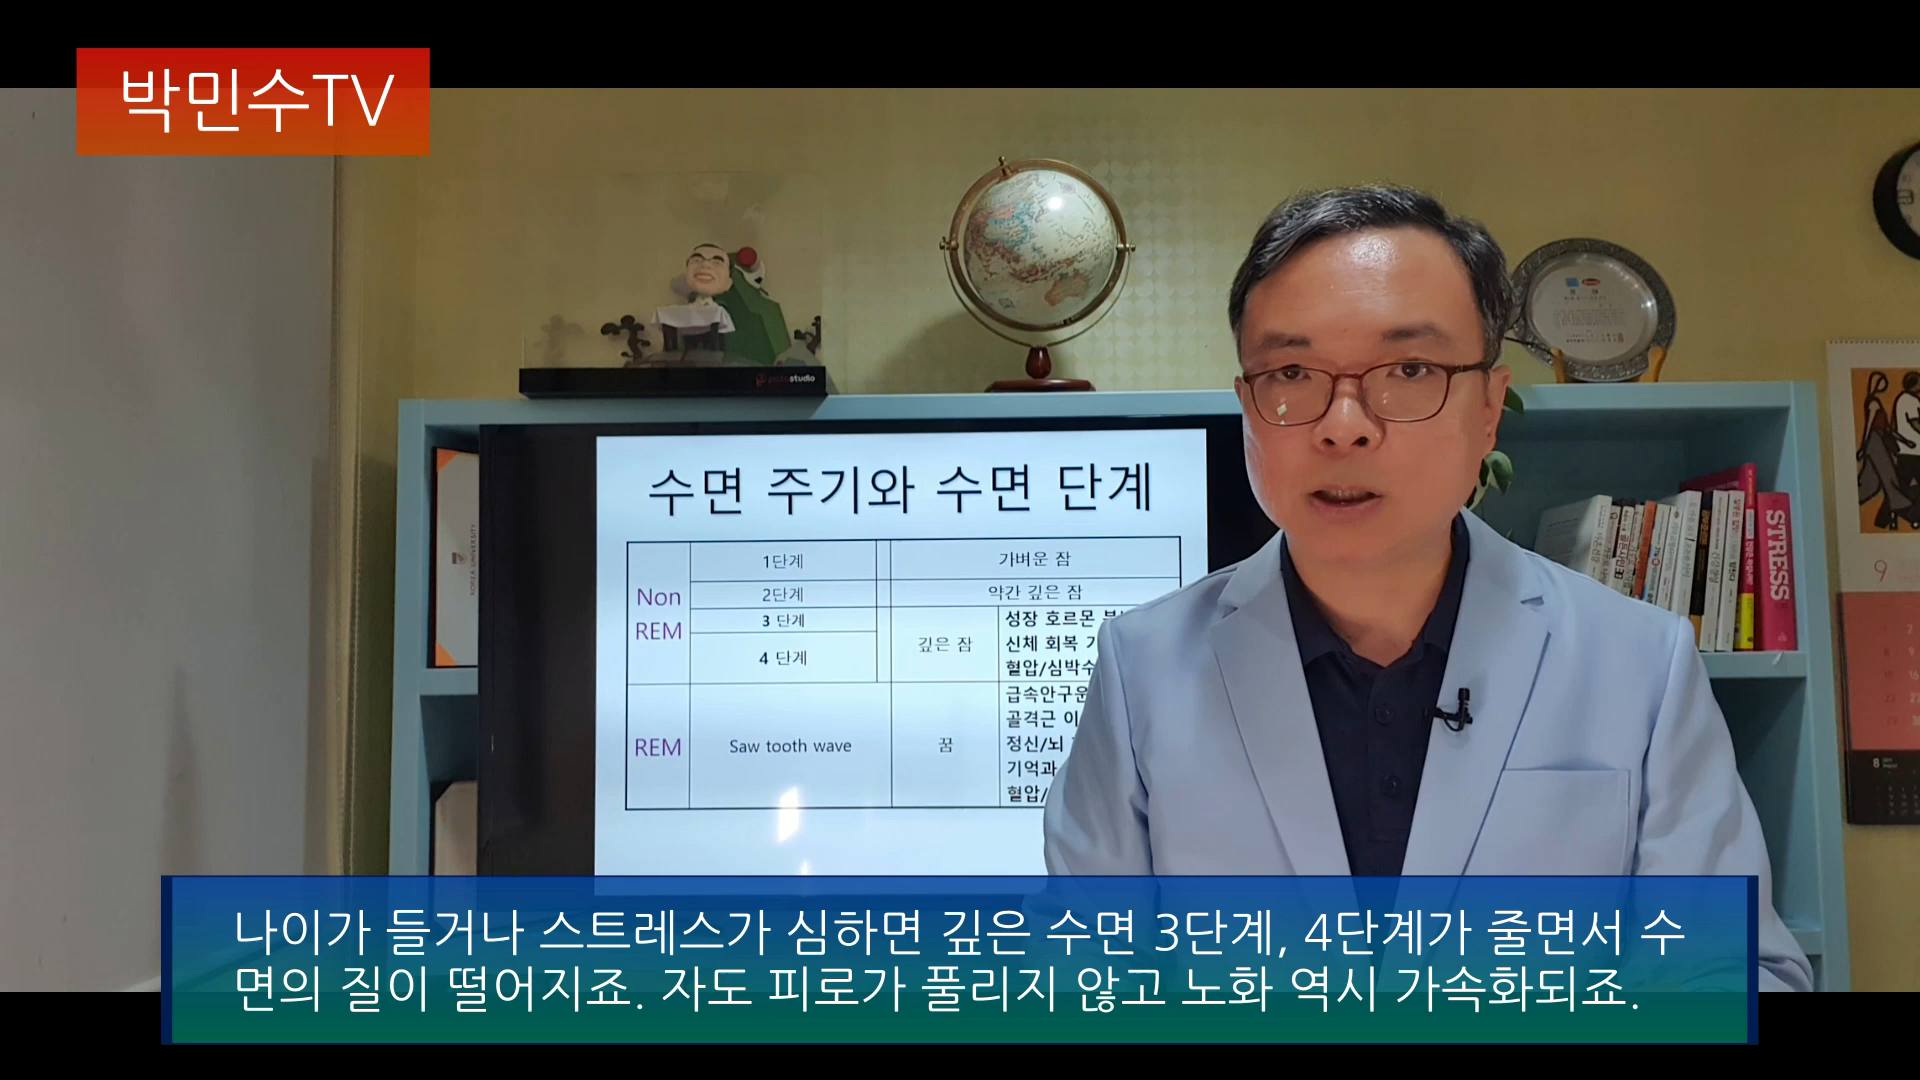 박민수TV
studio
수면 주기와 수면 단계
Non
REM
1단계
가벼운 잠
2단계
약간 깊은 잠
3 단계
4 단계
깊은 잠
성장 호르몬
신체 회복
혈압/심박수
REM
Saw tooth wave
꿈
골격근
정신/뇌
기억과
혈압/
STRESS
KOREA UNIVERSITY
9
8
나이가 들거나 스트레스가 심하면 깊은 수면 3단계, 4단계가 줄면서 수
면의 질이 떨어지죠. 자도 피로가 풀리지 않고 노화 역시 가속화되죠.